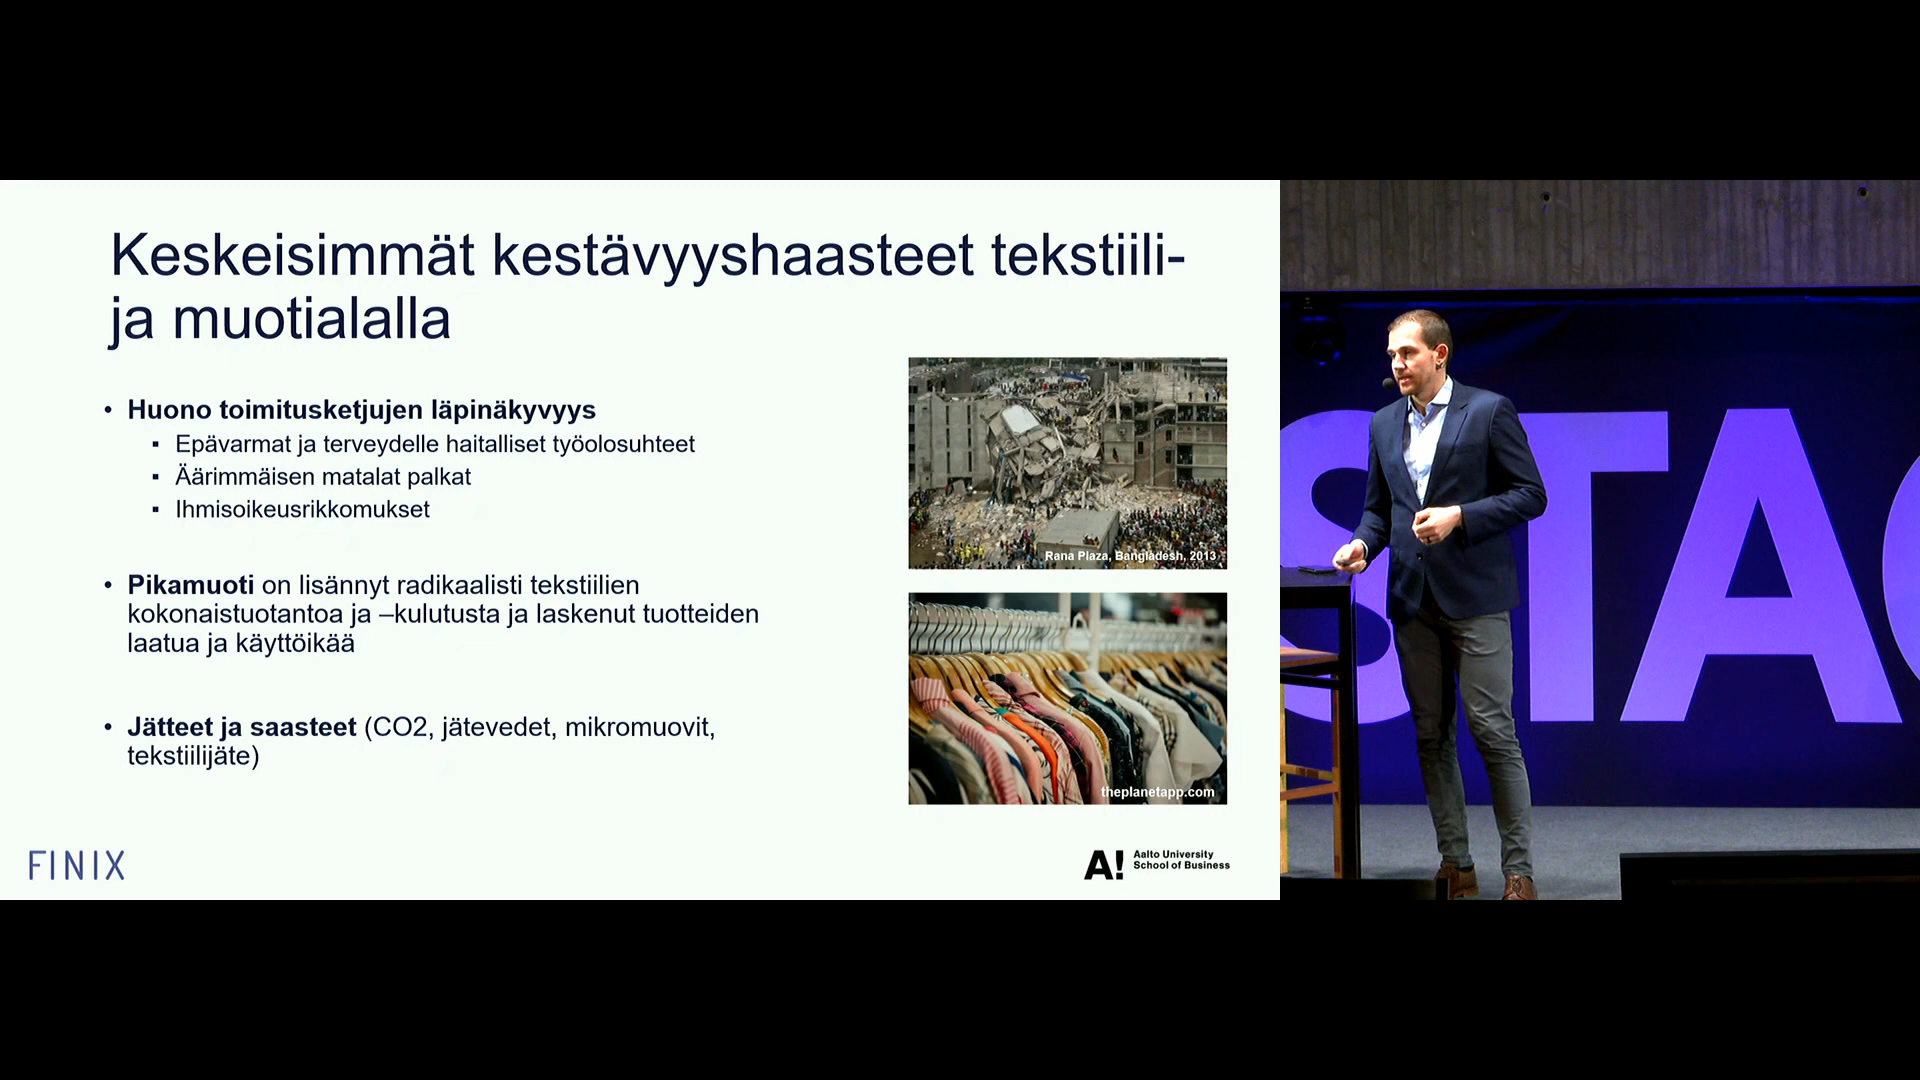 Keskeisimmät kestävyyshaasteet tekstiili-
ja muotialalla
• Huono toimitusketjujen läpinäkyvyys
▪ Epävarmat ja terveydelle haitalliset työolosuhteet
▪ Äärimmäisen matalat palkat
▪ Ihmisoikeusrikkomukset
• Pikamuoti on lisännyt radikaalisti tekstiilien
kokonaistuotantoa ja –kulutusta ja laskenut tuotteiden
laatua ja käyttöikää
• Jätteet ja saasteet (CO2, jätevedet, mikromuovit,
tekstiilijäte)
Rana Plaza, Bangladesh, 2013
theplanetapp.com
FINIX
A! Aalto University
School of Business
STA